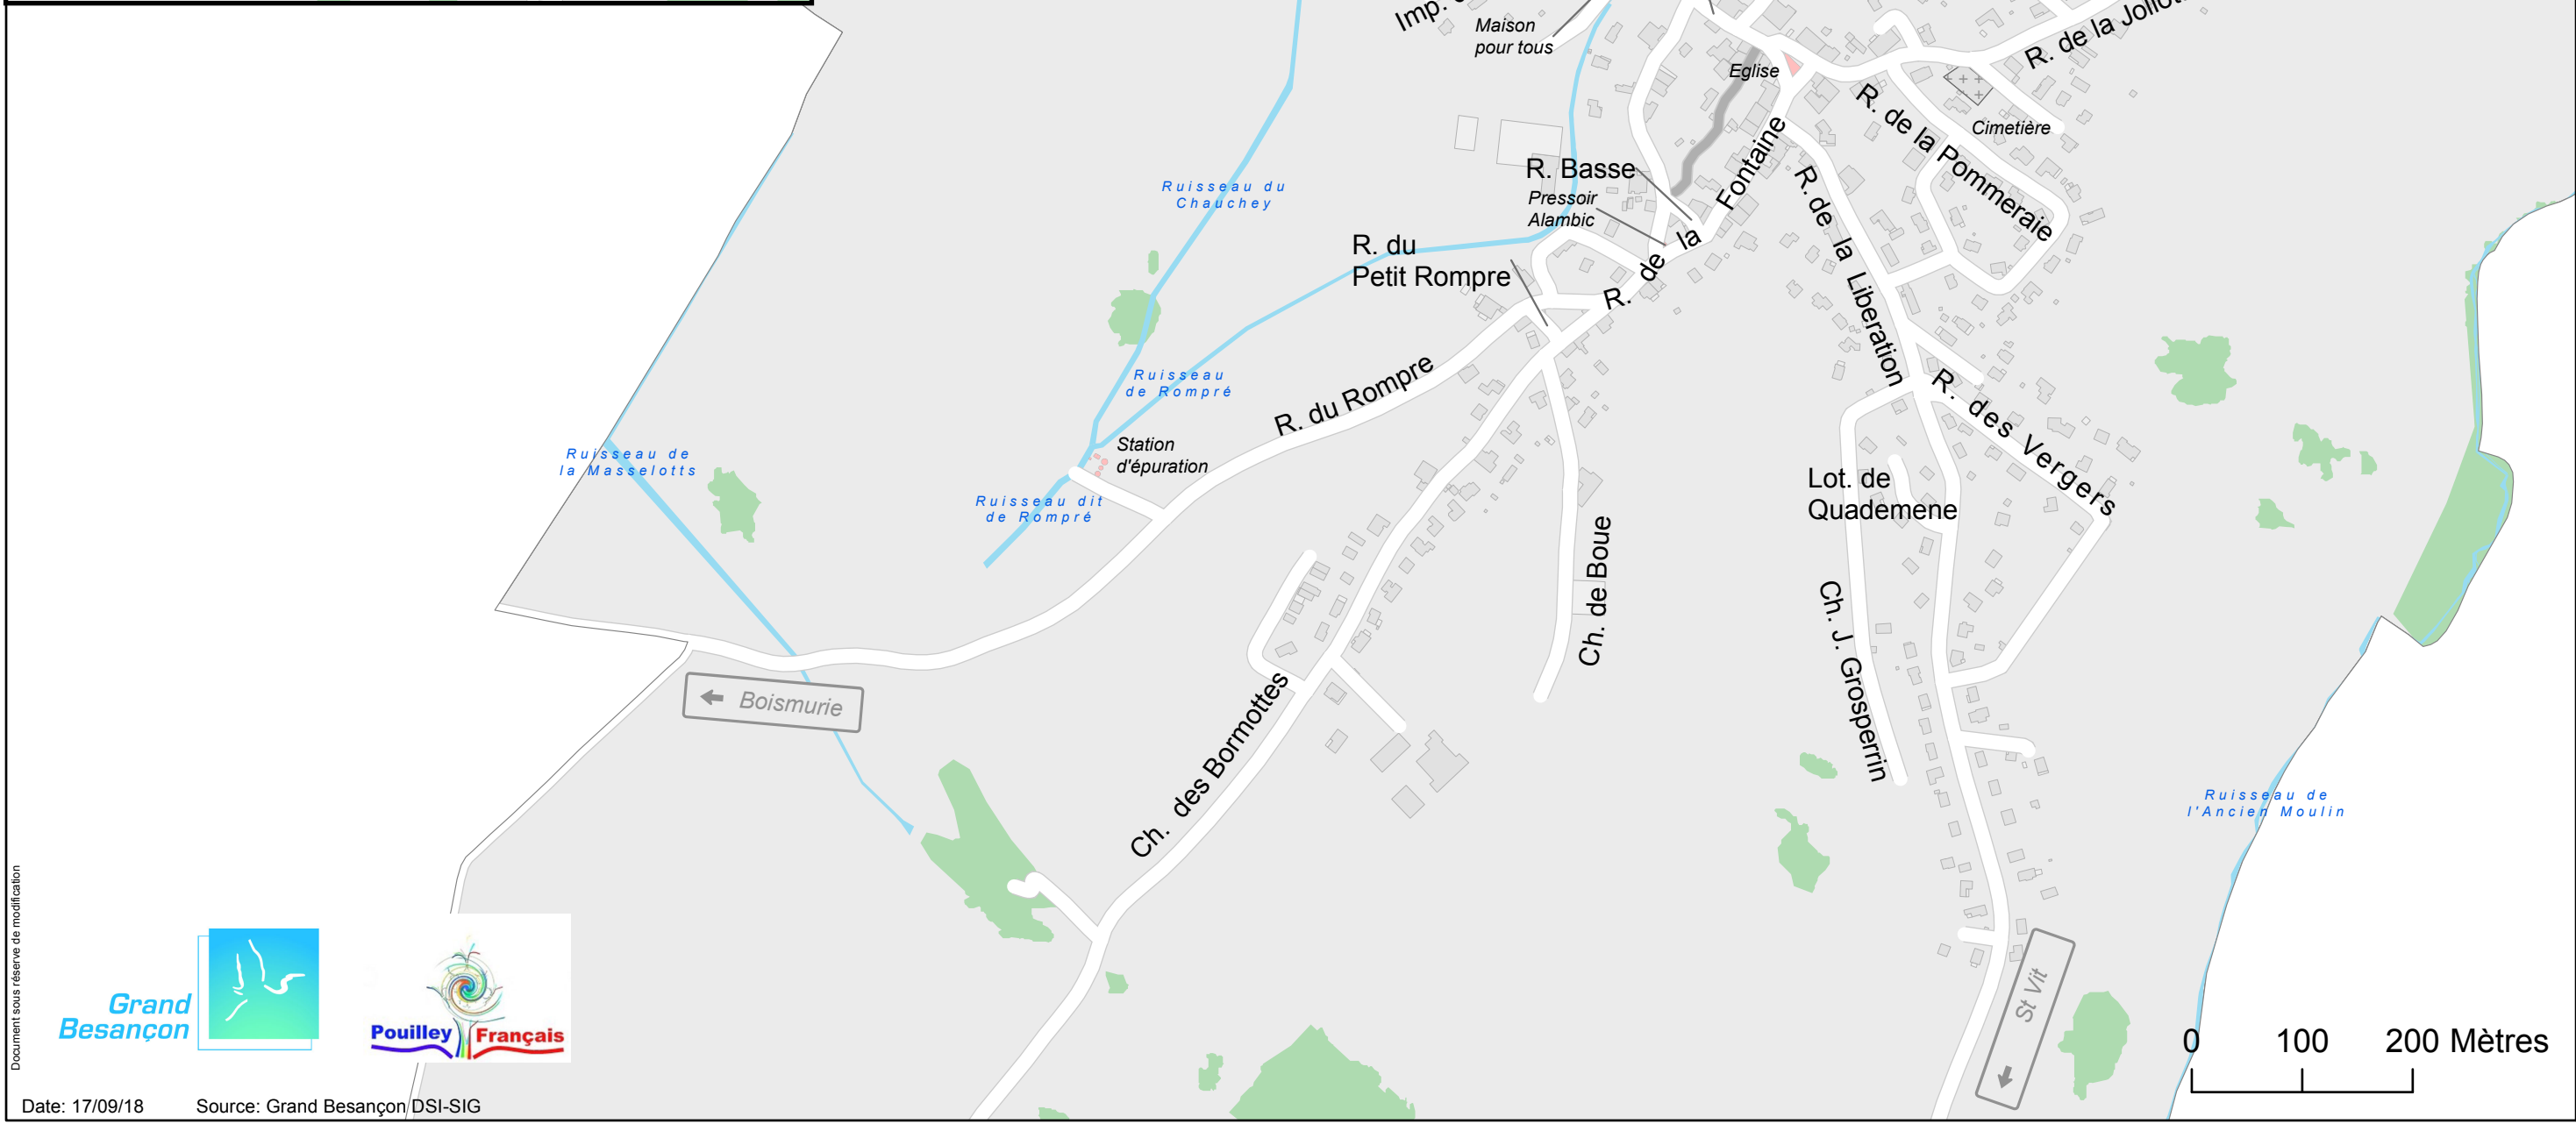 Imp.
Maison
pour tous
R. de la Joliot
Eglise
R. de la Pommeraie
Cimetière
R. Basse
Pressoir
Alambic
R. de la Fontaine
Ruisseau du
Chauchey
R. du
Petit Rompre
R. de la Liberation
Ruisseau
de Rompré
R. du Rompre
R. des Vergers
Station
d'épuration
Ruisseau de
la Masselotts
Ruisseau dit
de Rompré
Lot. de
Quademene
Ch. de Boue
Ch. J. Grosperrin
Boismurie
Ch. des Bormottes
Ruisseau de
l'Ancien Moulin
St Vit
Document sous réserve de modification
Grand
Besançon
Pouilley Français
0 100 200 Mètres
Date: 17/09/18 Source: Grand Besançon DSI-SIG